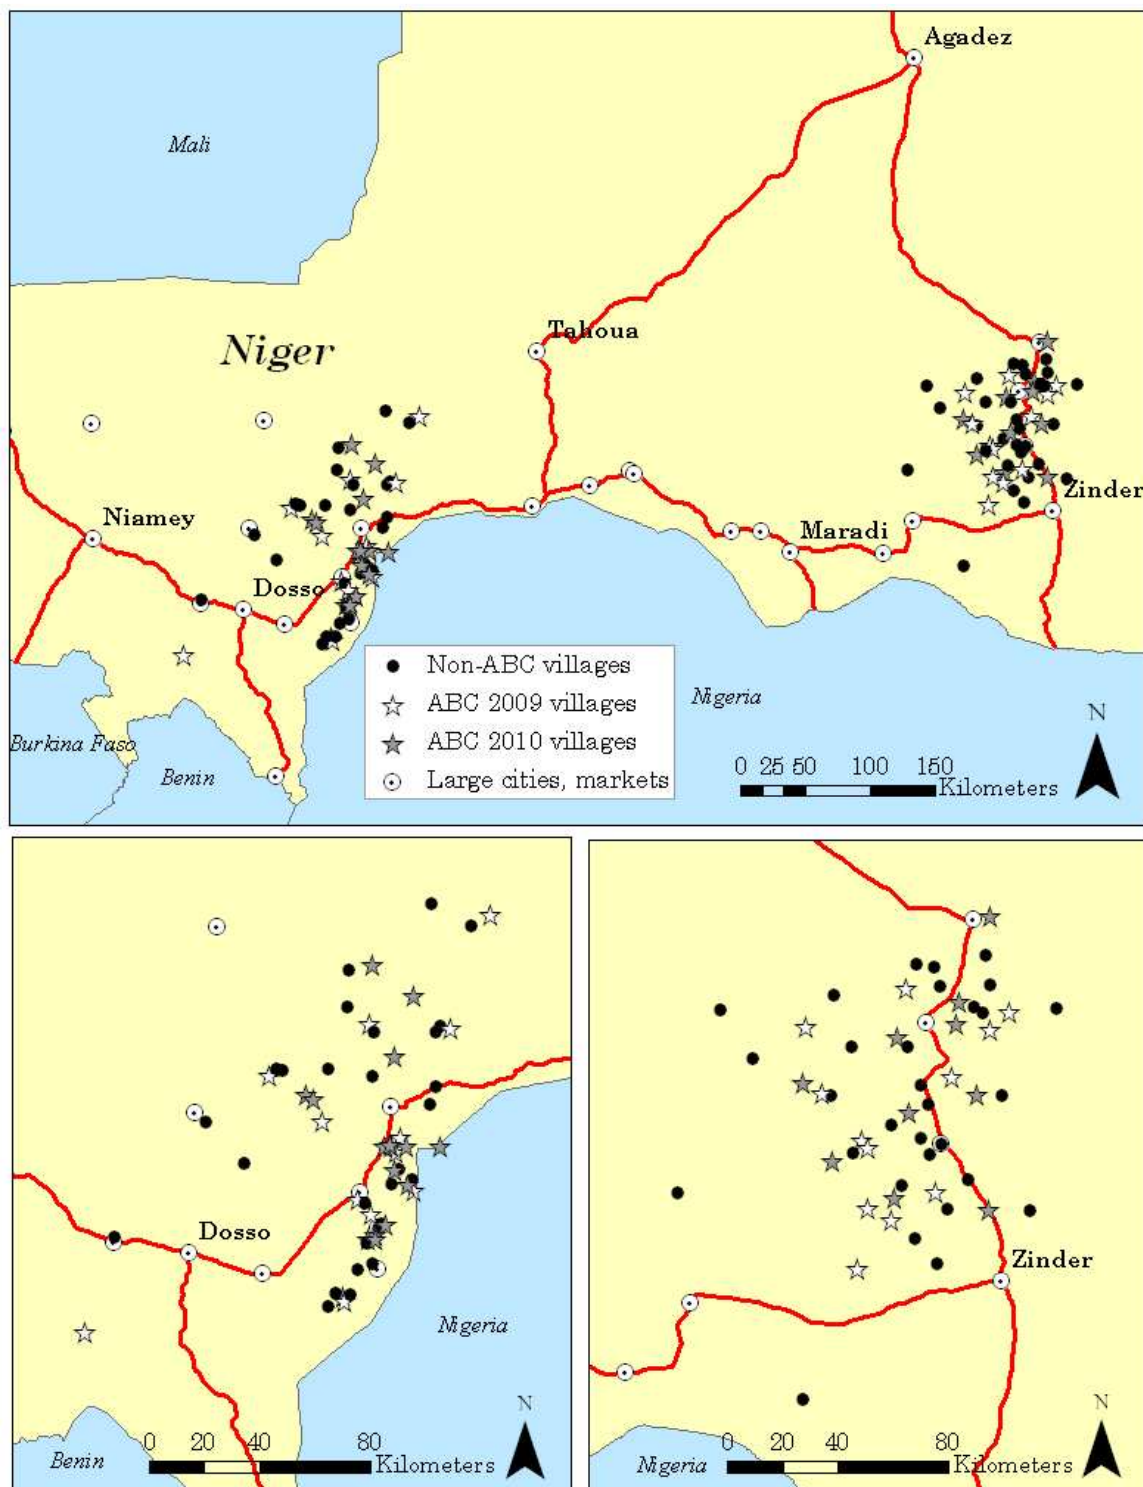 Agadez
Mali
Tahoua
Niger
Zinder
Niamey
Maradi
Dosso
Non-ABC villages
ABC 2009 villages
ABC 2010 villages
Large cities, markets
Nigeria
Burkina Faso
Benin
N
0 25 50 100 150
Kilometers
Dosso
Nigeria
Benin
N
0 20 40 80
Kilometers
Zinder
Nigeria
N
0 20 40 80
Kilometers